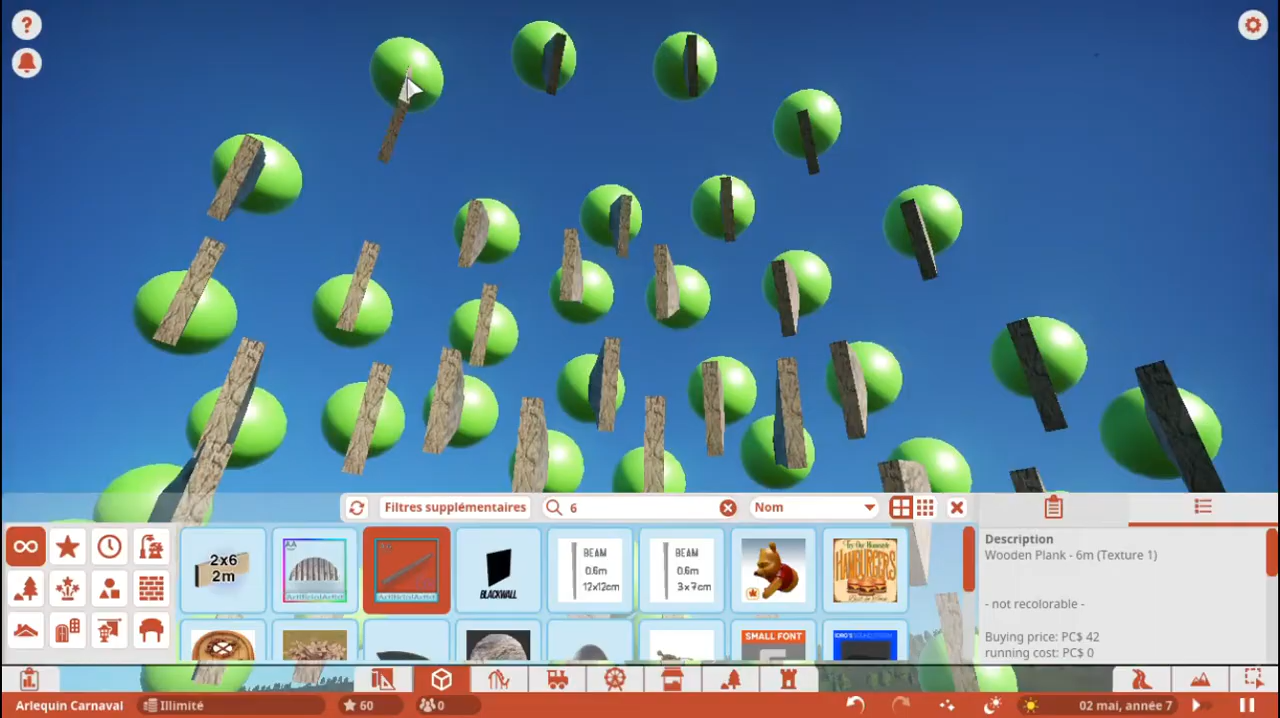 ?
Filtres supplémentaires
6
Nom
2x6
2m
BLACKWALL
BEAM
0.6m
12x12cm
BEAM
0.6m
3x7cm
HAMBURGERS
SMALL FONT
Description
Wooden Plank - 6m (Texture 1)
- not recolorable -
Buying price: PC$ 42
running cost: PC$ 0
Arlequin Carnaval
Illimité
60
0
02 mai, année 7